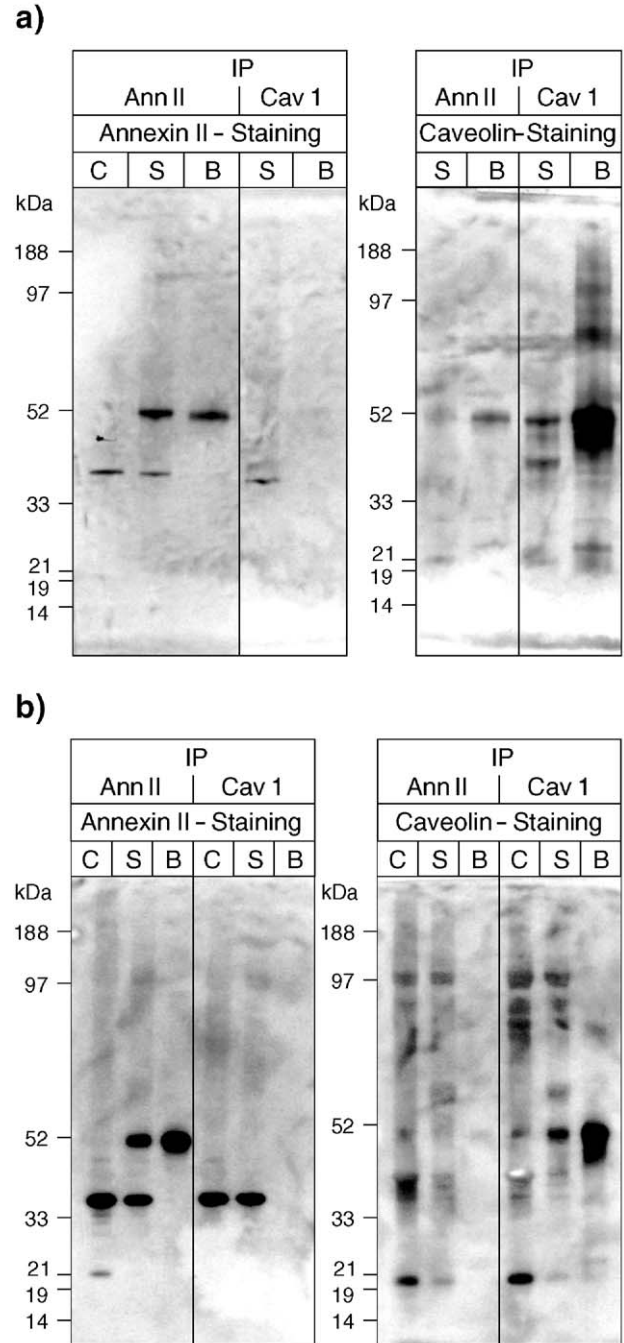 a)
IP
Ann II Cav 1
Annexin II – Staining
C S B S B
kDa
188
97
52
33
21
19
14
IP
Ann II Cav 1
Caveolin–Staining
S B S B
188
97
52
33
21
19
14
b)
IP
Ann II Cav 1
Annexin II – Staining
C S B C S B
kDa
188
97
52
33
21
19
14
IP
Ann II Cav 1
Caveolin – Staining
C S B C S B
kDa
188
97
52
33
21
19
14